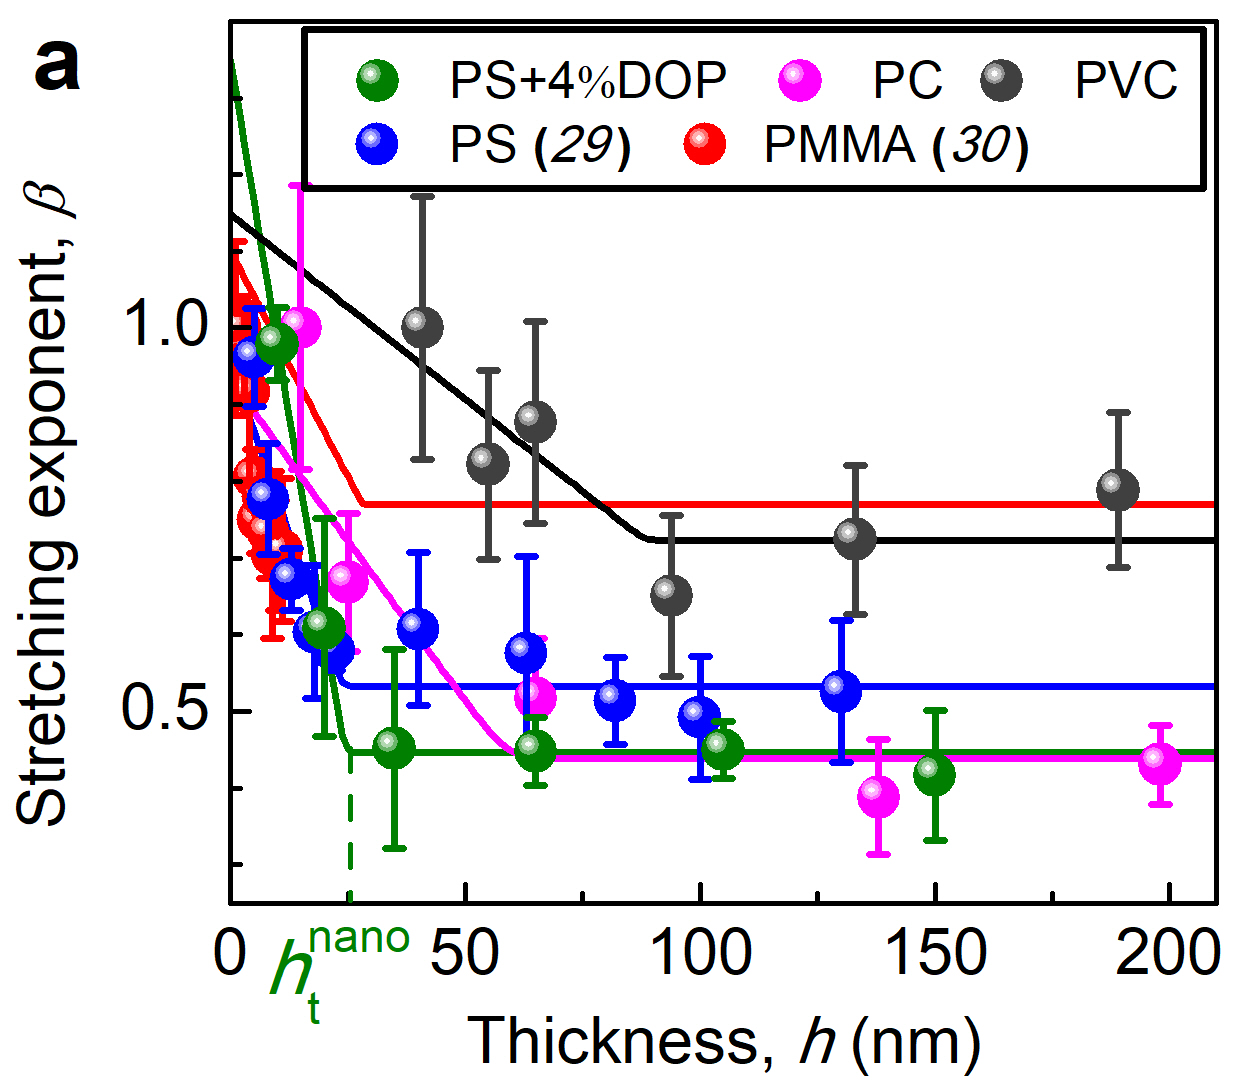 a
PS+4%DOP PC PVC
PS (29) PMMA (30)
Stretching exponent, β
1.0
0.5
0 50 100 150 200
h_t^nano
Thickness, h (nm)